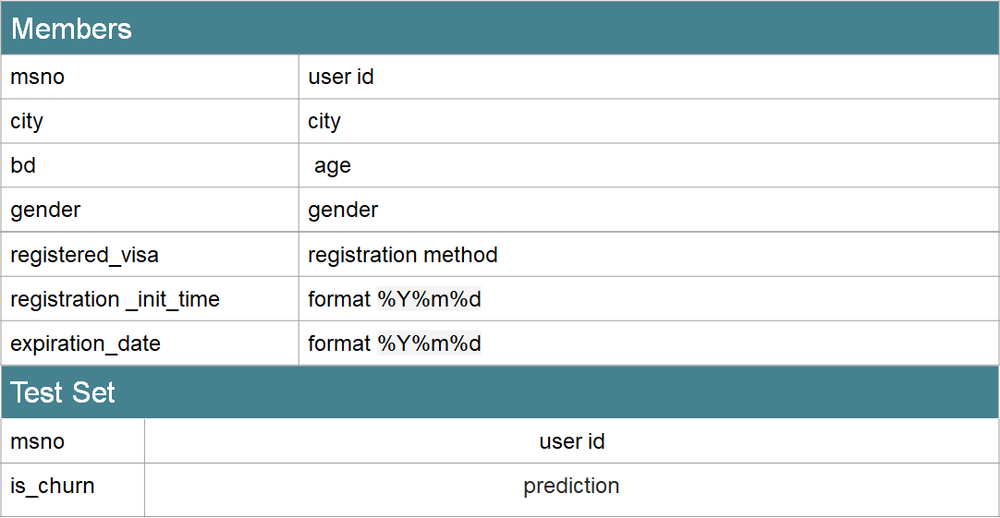 Members
msno user id
city city
bd age
gender gender
registered_visa registration method
registration _init_time format %Y%m%d
expiration_date format %Y%m%d
Test Set
msno user id
is_churn prediction